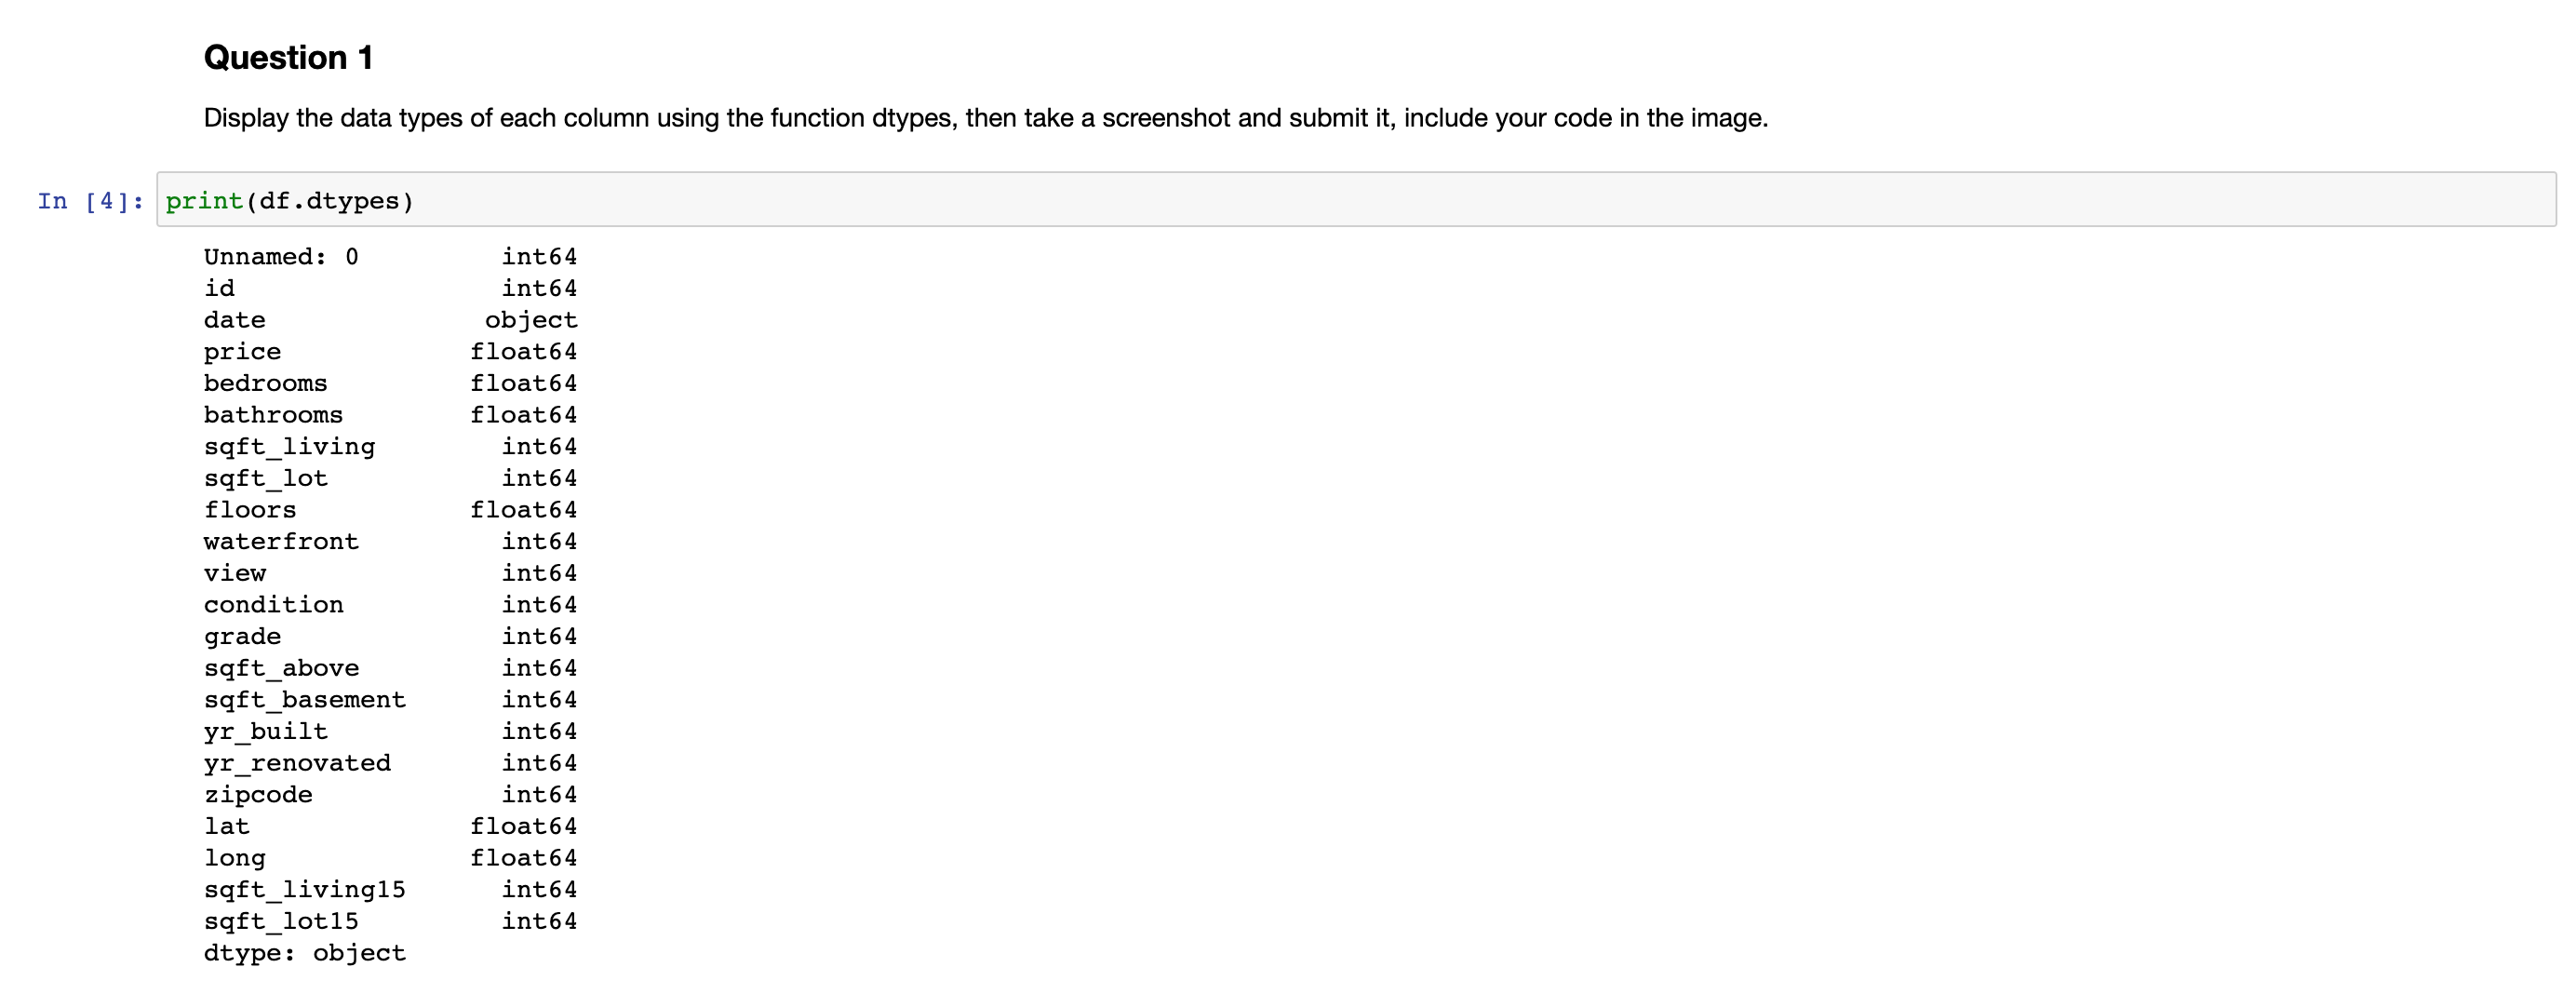 Question 1
Display the data types of each column using the function dtypes, then take a screenshot and submit it, include your code in the image.
In [4]: print(df.dtypes)
Unnamed: 0 int64
id int64
date object
price float64
bedrooms float64
bathrooms float64
sqft_living int64
sqft_lot int64
floors float64
waterfront int64
view int64
condition int64
grade int64
sqft_above int64
sqft_basement int64
yr_built int64
yr_renovated int64
zipcode int64
lat float64
long float64
sqft_living15 int64
sqft_lot15 int64
dtype: object